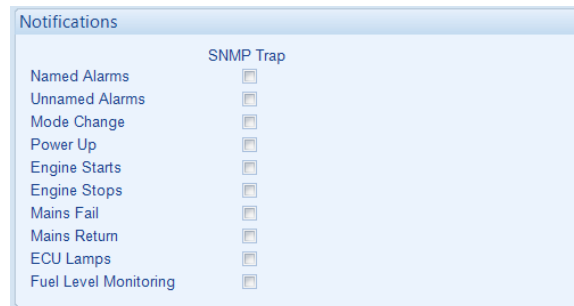 Notifications
SNMP Trap
Named Alarms
Unnamed Alarms
Mode Change
Power Up
Engine Starts
Engine Stops
Mains Fail
Mains Return
ECU Lamps
Fuel Level Monitoring